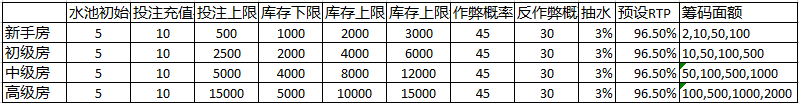 水池初始 投注充值 投注上限 库存下限 库存上限 库存上限 作弊概率 反作弊概 抽水 预设RTP 筹码面额
新手房 5 10 500 1000 2000 3000 45 30 3% 96.50% 2,10,50,100
初级房 5 10 2500 2000 4000 6000 45 30 3% 96.50% 10,50,100,500
中级房 5 10 5000 4000 8000 12000 45 30 3% 96.50% 50,100,500,1000
高级房 5 10 15000 5000 10000 15000 45 30 3% 96.50% 100,500,1000,2000